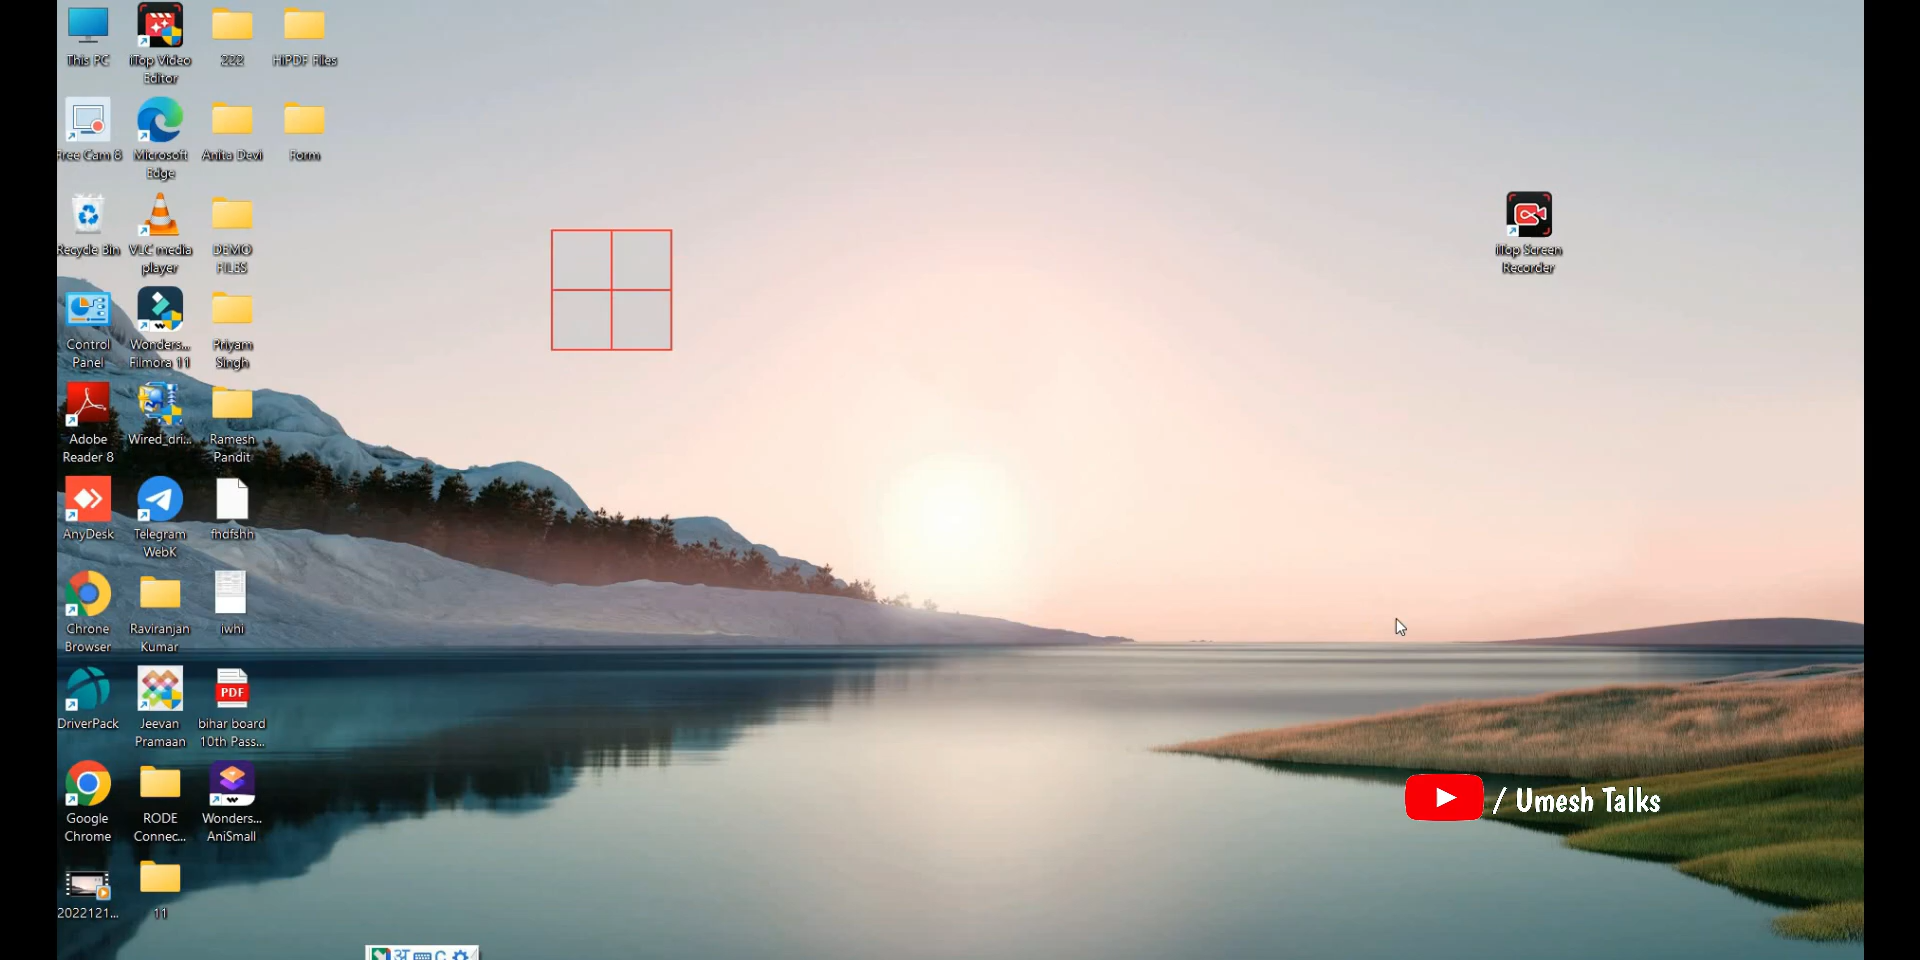 This PC
iTop Video
Editor
222
HiPDF Files
Free Cam 8
Microsoft
Edge
Anita Devi
Form
Recycle Bin
VLC media
player
DEMO
FILES
iTop Screen
Recorder
Control
Panel
Wonders...
Filmora 11
Priyam
Singh
Adobe
Reader 8
Wired_dri...
Ramesh
Pandit
AnyDesk
Telegram
WebK
fhdfshh
Chrome
Browser
Raviranjan
Kumar
iwhi
DriverPack
Jeevan
Pramaan
PDF
bihar board
10th Pass...
/ Umesh Talks
Google
Chrome
RODE
Connec...
Wonders...
AniSmall
2022121...
11
अ C